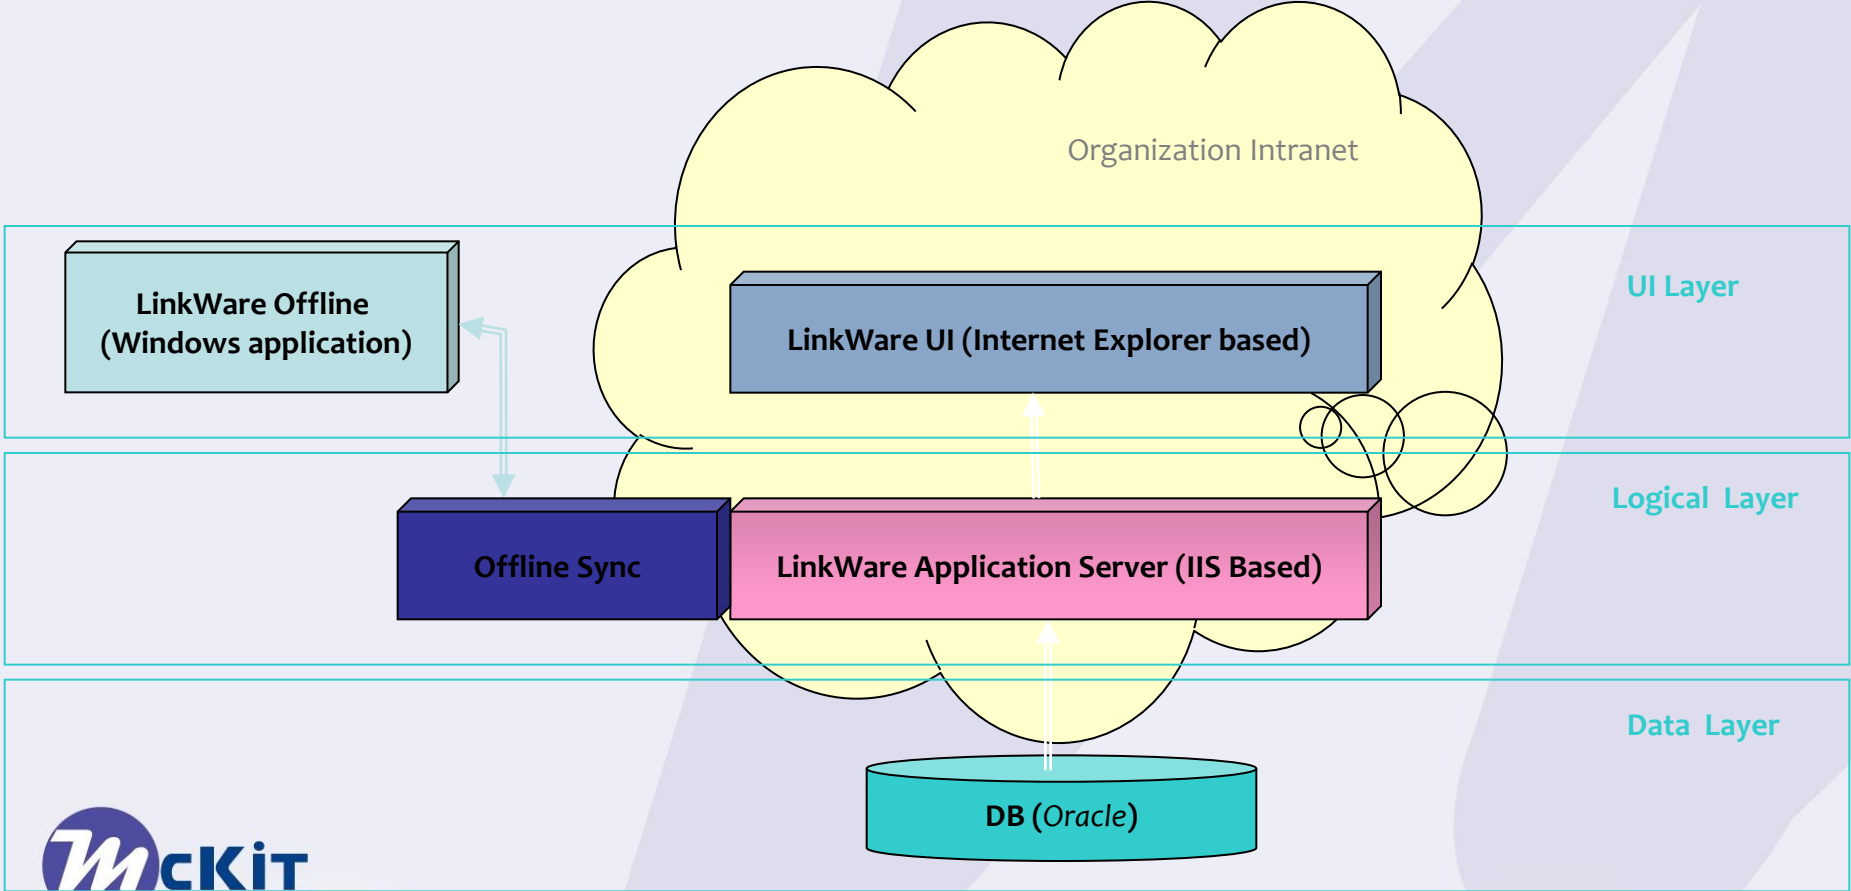 Organization Intranet
UI Layer
LinkWare Offline
(Windows application)
LinkWare UI (Internet Explorer based)
Logical Layer
Offline Sync
LinkWare Application Server (IIS Based)
Data Layer
DB (Oracle)
McKiT